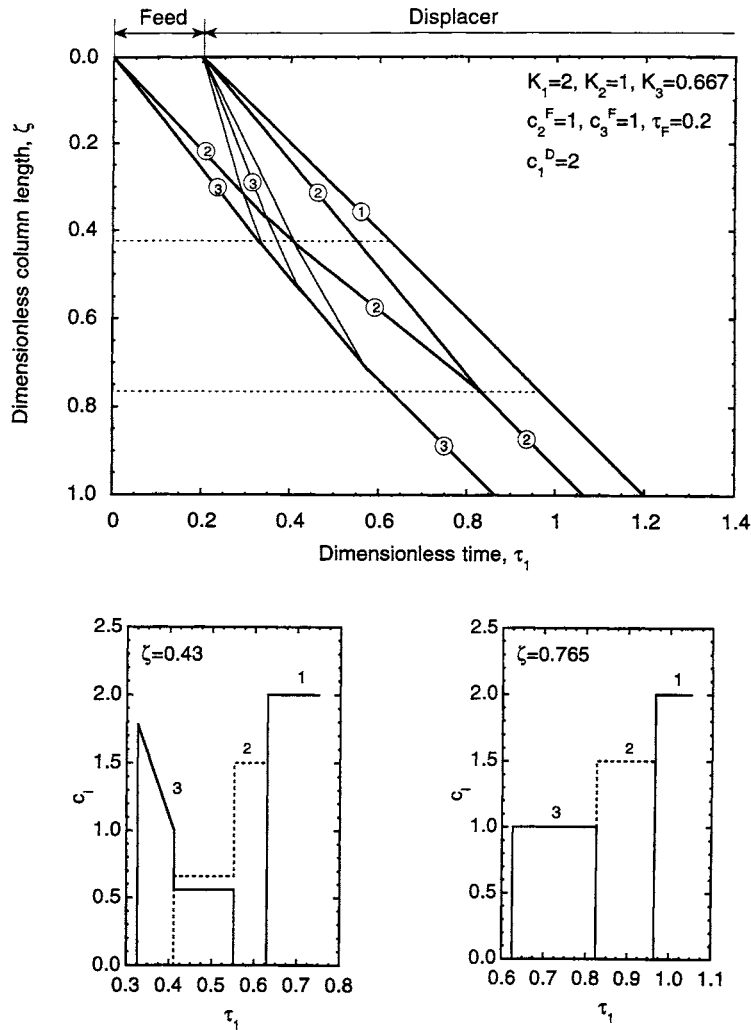 Feed Displacer
K₁=2, K₂=1, K₃=0.667
c₂ᶠ=1, c₃ᶠ=1, τ_F=0.2
c₁ᴰ=2
Dimensionless column length, ζ
0.0
0.2
0.4
0.6
0.8
1.0
2
3
3
2
1
2
3
2
0 0.2 0.4 0.6 0.8 1.0 1.2 1.4
Dimensionless time, τ₁
ζ=0.43
cᵢ
2.5
2.0
1.5
1.0
0.5
0.0
1
2
3
0.3 0.4 0.5 0.6 0.7 0.8
τ₁
ζ=0.765
cᵢ
2.5
2.0
1.5
1.0
0.5
0.0
1
2
3
0.6 0.7 0.8 0.9 1.0 1.1
τ₁